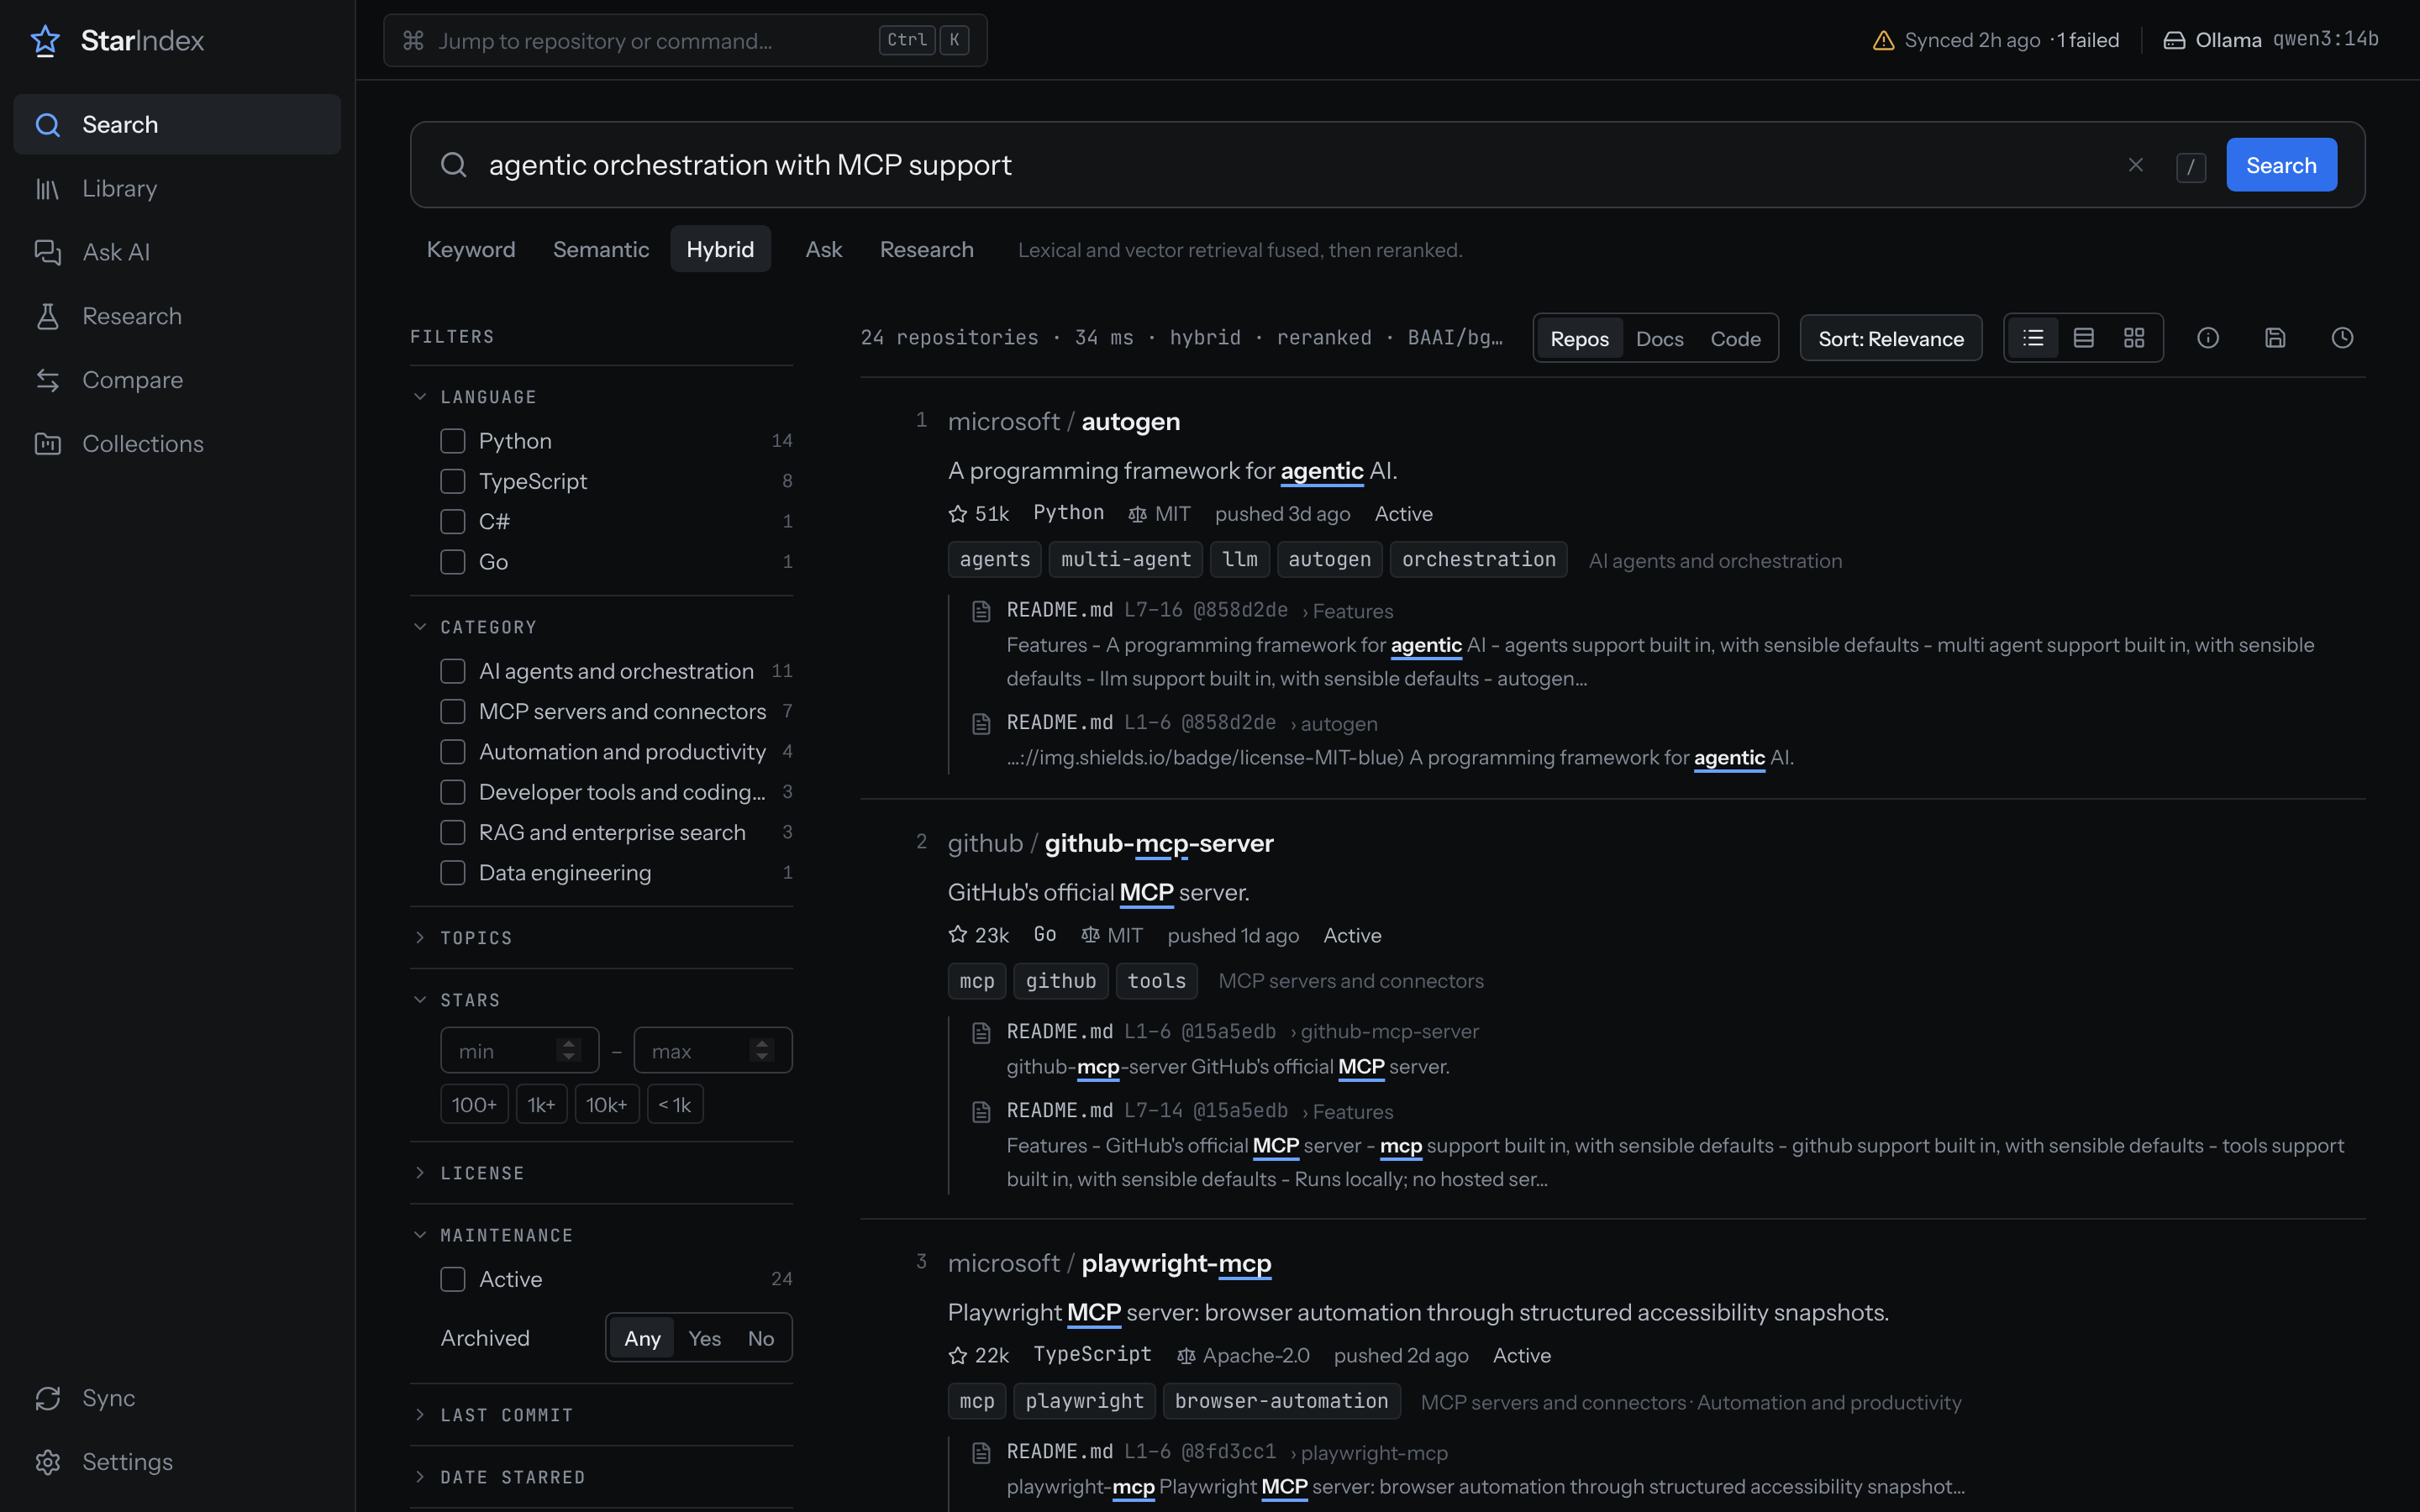 StarIndex
Jump to repository or command... Ctrl K
Synced 2h ago · 1 failed
Ollama qwen3:14b
Search
Library
Ask AI
Research
Compare
Collections
Sync
Settings
agentic orchestration with MCP support
/
Search
Keyword Semantic Hybrid Ask Research Lexical and vector retrieval fused, then reranked.
FILTERS
LANGUAGE
Python 14
TypeScript 8
C# 1
Go 1
CATEGORY
AI agents and orchestration 11
MCP servers and connectors 7
Automation and productivity 4
Developer tools and coding... 3
RAG and enterprise search 3
Data engineering 1
TOPICS
STARS
min – max
100+ 1k+ 10k+ < 1k
LICENSE
MAINTENANCE
Active 24
Archived Any Yes No
LAST COMMIT
DATE STARRED
24 repositories · 34 ms · hybrid · reranked · BAAI/bg…
Repos Docs Code
Sort: Relevance
1 microsoft / autogen
A programming framework for agentic AI.
51k Python MIT pushed 3d ago Active
agents multi-agent llm autogen orchestration AI agents and orchestration
README.md L7–16 @858d2de › Features
Features - A programming framework for agentic AI - agents support built in, with sensible defaults - multi agent support built in, with sensible
defaults - llm support built in, with sensible defaults - autogen…
README.md L1–6 @858d2de › autogen
…://img.shields.io/badge/license-MIT-blue) A programming framework for agentic AI.
2 github / github-mcp-server
GitHub's official MCP server.
23k Go MIT pushed 1d ago Active
mcp github tools MCP servers and connectors
README.md L1–6 @15a5edb › github-mcp-server
github-mcp-server GitHub's official MCP server.
README.md L7–14 @15a5edb › Features
Features - GitHub's official MCP server - mcp support built in, with sensible defaults - github support built in, with sensible defaults - tools support
built in, with sensible defaults - Runs locally; no hosted ser…
3 microsoft / playwright-mcp
Playwright MCP server: browser automation through structured accessibility snapshots.
22k TypeScript Apache-2.0 pushed 2d ago Active
mcp playwright browser-automation MCP servers and connectors · Automation and productivity
README.md L1–6 @8fd3cc1 › playwright-mcp
playwright-mcp Playwright MCP server: browser automation through structured accessibility snapshot…